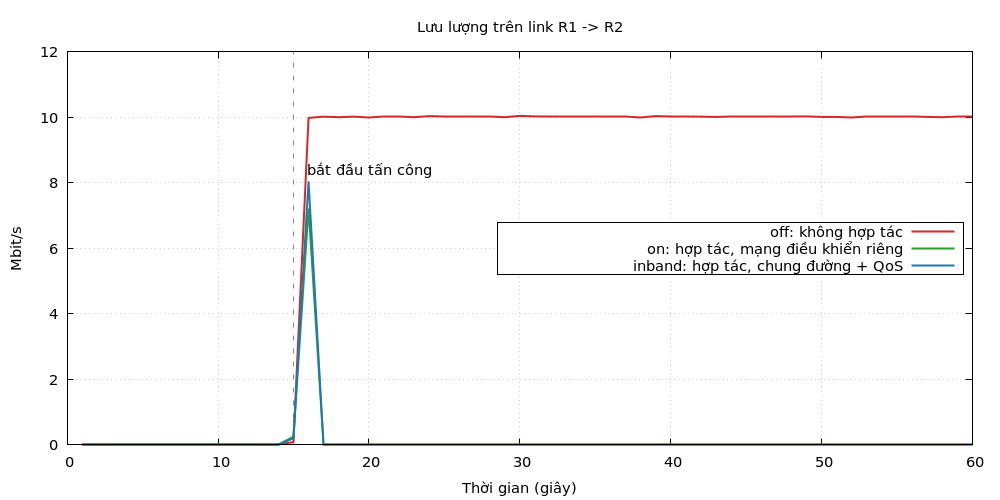 Lưu lượng trên link R1 -> R2
12
10
8
6
4
2
0
Mbit/s
bắt đầu tấn công
off: không hợp tác
on: hợp tác, mạng điều khiển riêng
inband: hợp tác, chung đường + QoS
0 10 20 30 40 50 60
Thời gian (giây)